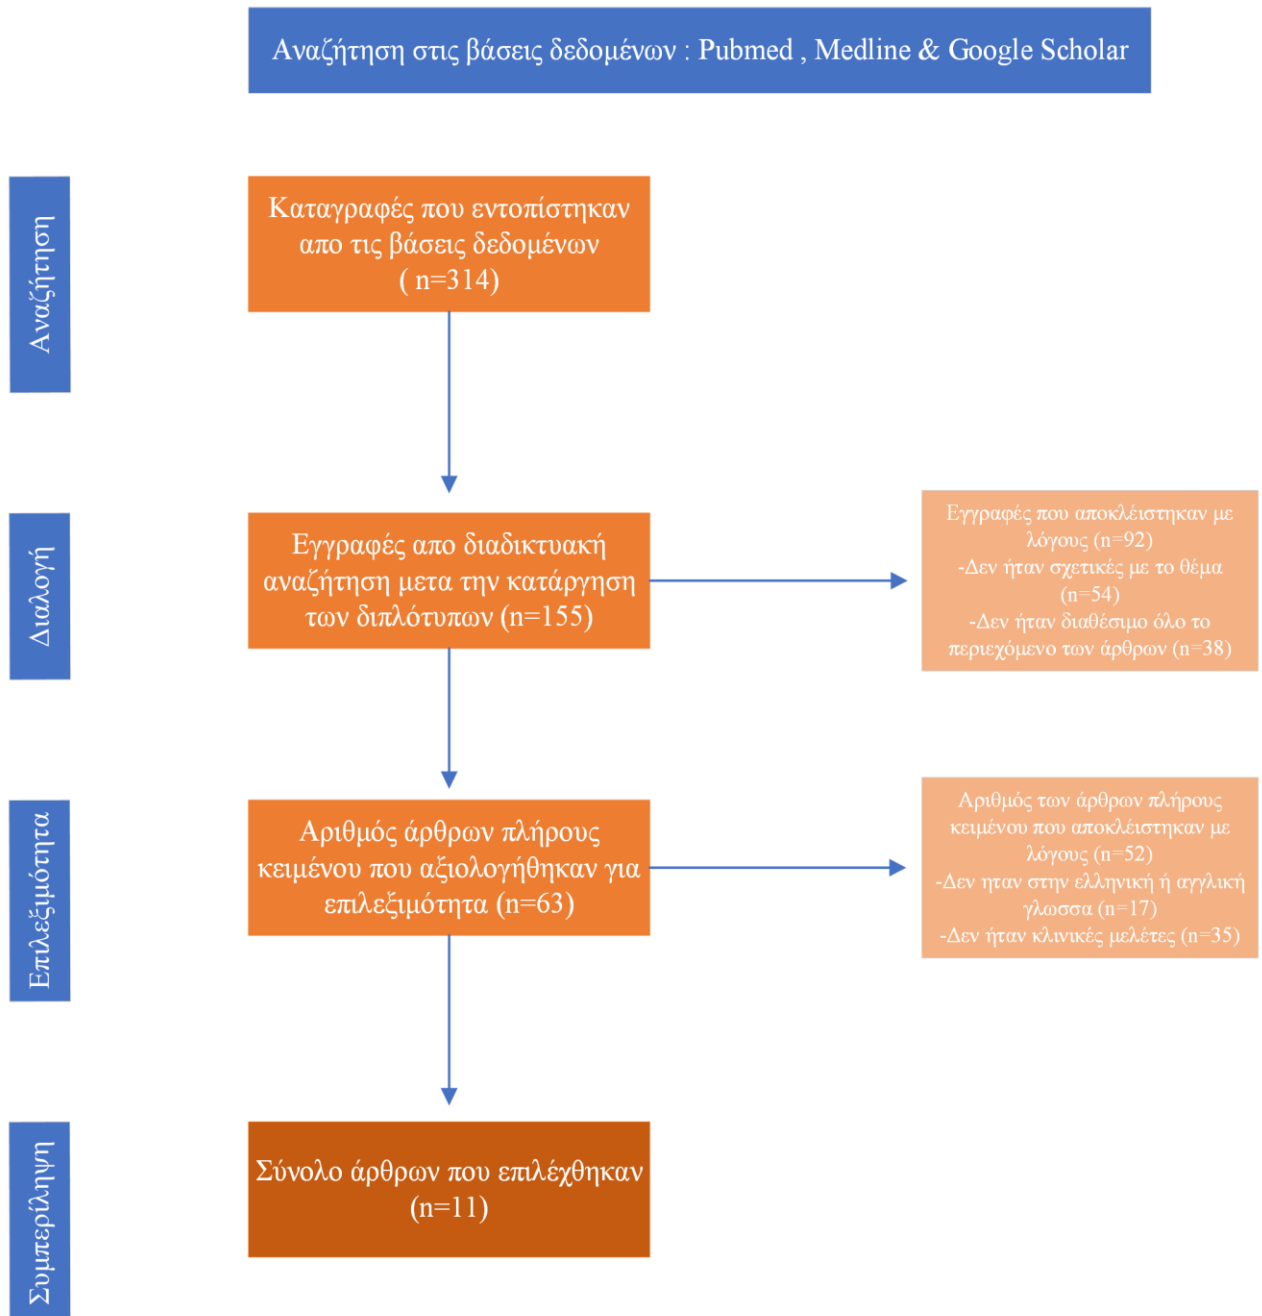 Αναζήτηση στις βάσεις δεδομένων : Pubmed , Medline & Google Scholar
Αναζήτηση
Καταγραφές που εντοπίστηκαν
απο τις βάσεις δεδομένων
( n=314)
Διαλογή
Εγγραφές απο διαδικτυακή
αναζήτηση μετα την κατάργηση
των διπλότυπων (n=155)
Εγγραφές που αποκλέιστηκαν με
λόγους (n=92)
-Δεν ήταν σχετικές με το θέμα
(n=54)
-Δεν ήταν διαθέσιμο όλο το
περιεχόμενο των άρθρων (n=38)
Επιλεξιμότητα
Αριθμός άρθρων πλήρους
κειμένου που αξιολογήθηκαν για
επιλεξιμότητα (n=63)
Αριθμός των άρθρων πλήρους
κειμένου που αποκλέιστηκαν με
λόγους (n=52)
-Δεν ηταν στην ελληνική ή αγγλική
γλωσσα (n=17)
-Δεν ήταν κλινικές μελέτες (n=35)
Συμπερίληψη
Σύνολο άρθρων που επιλέχθηκαν
(n=11)